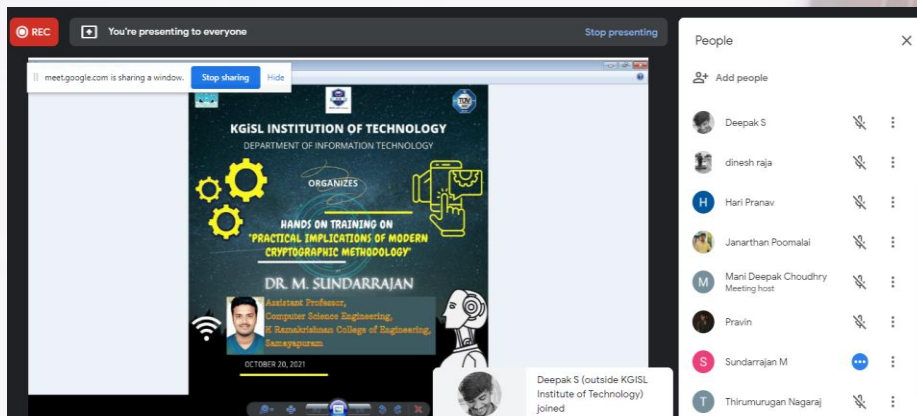 REC
You're presenting to everyone
Stop presenting
meet.google.com is sharing a window.
Stop sharing
Hide
KGiSL INSTITUTION OF TECHNOLOGY
DEPARTMENT OF INFORMATION TECHNOLOGY
ORGANIZES
HANDS ON TRAINING ON
"PRACTICAL IMPLICATIONS OF MODERN
CRYPTOGRAPHIC METHODOLOGY"
DR. M. SUNDARRAJAN
Assistant Professor,
Computer Science Engineering,
K Ramakrishnan College of Engineering,
Samayapuram
OCTOBER 20, 2021
Deepak S (outside KGISL
Institute of Technology)
joined
People
Add people
Deepak S
dinesh raja
H
Hari Pranav
Janarthan Poomalai
M
Mani Deepak Choudhry
Meeting host
Pravin
S
Sundarrajan M
T
Thirumurugan Nagaraj